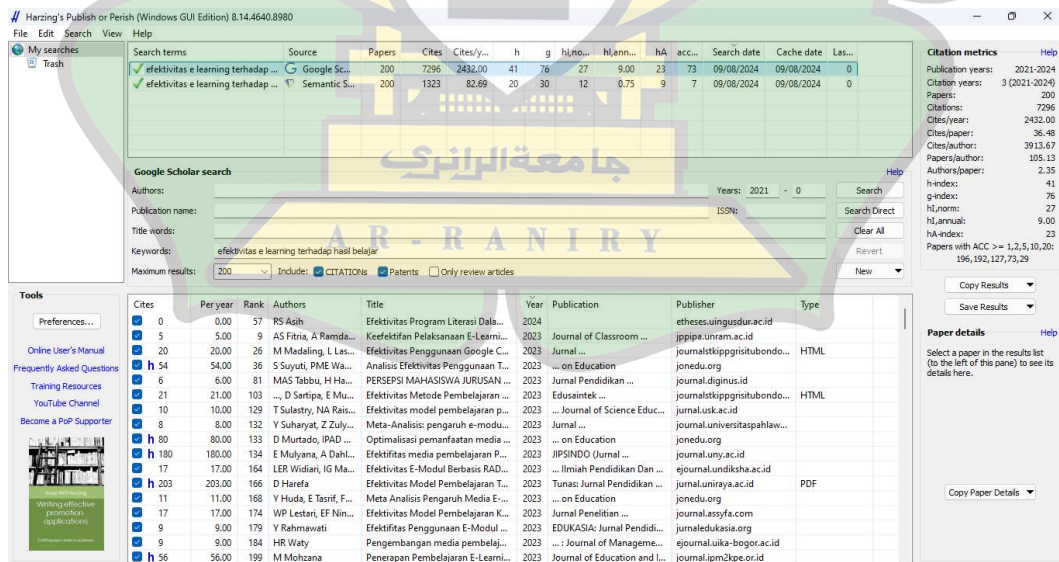 Harzing's Publish or Perish (Windows GUI Edition) 8.14.4640.8980
File Edit Search View Help
My searches
Trash
Search terms Source Papers Cites Cites/y... h g hI,no... hI,ann... hA acc... Search date Cache date Las...
efektivitas e learning terhadap ... Google Sc... 200 7296 2432.00 41 76 27 9.00 23 73 09/08/2024 09/08/2024 0
efektivitas e learning terhadap ... Semantic S... 200 1323 82.69 20 30 12 0.75 9 7 09/08/2024 09/08/2024 0
جامعة الرانري
AR-RANIRY
Google Scholar search Help
Authors: Years: 2021 - 0 Search
Publication name: ISSN: Search Direct
Title words: Clear All
Keywords: efektivitas e learning terhadap hasil belajar Revert
Maximum results: 200 Include: CITATIONs Patents Only review articles New
Cites Per year Rank Authors Title Year Publication Publisher Type
0 0.00 57 RS Asih Efektivitas Program Literasi Dala... 2024 etheses.uingusdur.ac.id
5 5.00 9 AS Fitria, A Ramda... Keefektifan Pelaksanaan E-Learni... 2023 Journal of Classroom ... jppipa.unram.ac.id
20 20.00 26 M Madaling, L Las... Efektivitas Penggunaan Google C... 2023 Jurnal ... journalstkippgrisitubondo... HTML
h 54 54.00 36 S Suyuti, PME Wa... Analisis Efektivitas Penggunaan T... 2023 ... on Education jonedu.org
6 6.00 81 MAS Tabbu, H Ha... PERSEPSI MAHASISWA JURUSAN ... 2023 Jurnal Pendidikan ... journal.diginus.id
21 21.00 103 ..., D Sartipa, E Mu... Efektivitas Metode Pembelajaran ... 2023 Edusaintek ... journalstkippgrisitubondo... HTML
10 10.00 129 T Sulastry, NA Rais... Efektivitas model pembelajaran p... 2023 ... Journal of Science Educ... jurnal.usk.ac.id
8 8.00 132 Y Suharyat, Z Zuly... Meta-Analisis: pengaruh e-modu... 2023 Jurnal ... journal.universitaspahlaw...
h 80 80.00 133 D Murtado, IPAD ... Optimalisasi pemanfaatan media ... 2023 ... on Education jonedu.org
h 180 180.00 134 E Mulyana, A Dahl... Efektifitas media pembelajaran P... 2023 JIPSINDO (Jurnal ... journal.uny.ac.id
17 17.00 164 LER Widiari, IG Ma... Efektivitas E-Modul Berbasis RAD... 2023 ... Ilmiah Pendidikan Dan ... ejournal.undiksha.ac.id
h 203 203.00 166 D Harefa Efektivitas Model Pembelajaran T... 2023 Tunas: Jurnal Pendidikan ... jurnal.uniraya.ac.id PDF
11 11.00 168 Y Huda, E Tasrif, F... Meta Analisis Pengaruh Media E-... 2023 ... on Education jonedu.org
17 17.00 174 WP Lestari, EF Nin... Efektivitas Model Pembelajaran K... 2023 Jurnal Penelitian ... journal.assyfa.com
9 9.00 179 Y Rahmawati Efektifitas Penggunaan E-Modul ... 2023 EDUKASIA: Jurnal Pendidi... jurnaledukasia.org
9 9.00 184 HR Waty Pengembangan media pembelaj... 2023 ... : Journal of Manageme... ejournal.uika-bogor.ac.id
h 56 56.00 199 M Mohzana Penerapan Pembelajaran E-Learni... 2023 Journal of Education and I... journal.ipm2kpe.or.id
Tools
Preferences...
Online User's Manual
Frequently Asked Questions
Training Resources
YouTube Channel
Become a PoP Supporter
Writing effective
promotion
applications
Citation metrics Help
Publication years: 2021-2024
Citation years: 3 (2021-2024)
Papers: 200
Citations: 7296
Cites/year: 2432.00
Cites/paper: 36.48
Cites/author: 3913.67
Papers/author: 105.13
Authors/paper: 2.35
h-index: 41
g-index: 76
hI,norm: 27
hI,annual: 9.00
hA-index: 23
Papers with ACC >= 1,2,5,10,20:
196,192,127,73,29
Copy Results
Save Results
Paper details Help
Select a paper in the results list
(to the left of this pane) to see its
details here.
Copy Paper Details